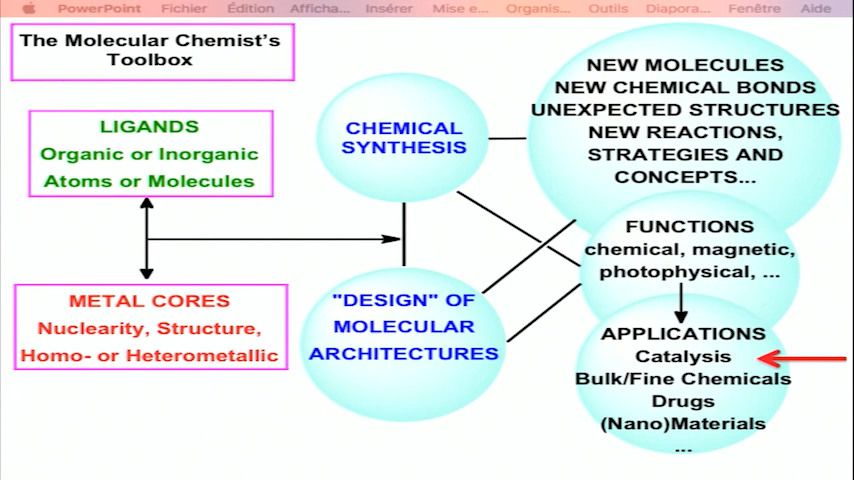 PowerPoint Fichier Édition Afficha... Insérer Mise e... Organis... Outils Diapora... Fenêtre Aide
The Molecular Chemist's
Toolbox
LIGANDS
Organic or Inorganic
Atoms or Molecules
METAL CORES
Nuclearity, Structure,
Homo- or Heterometallic
CHEMICAL
SYNTHESIS
"DESIGN" OF
MOLECULAR
ARCHITECTURES
NEW MOLECULES
NEW CHEMICAL BONDS
UNEXPECTED STRUCTURES
NEW REACTIONS,
STRATEGIES AND
CONCEPTS...
FUNCTIONS
chemical, magnetic,
photophysical, ...
APPLICATIONS
Catalysis
Bulk/Fine Chemicals
Drugs
(Nano)Materials
...